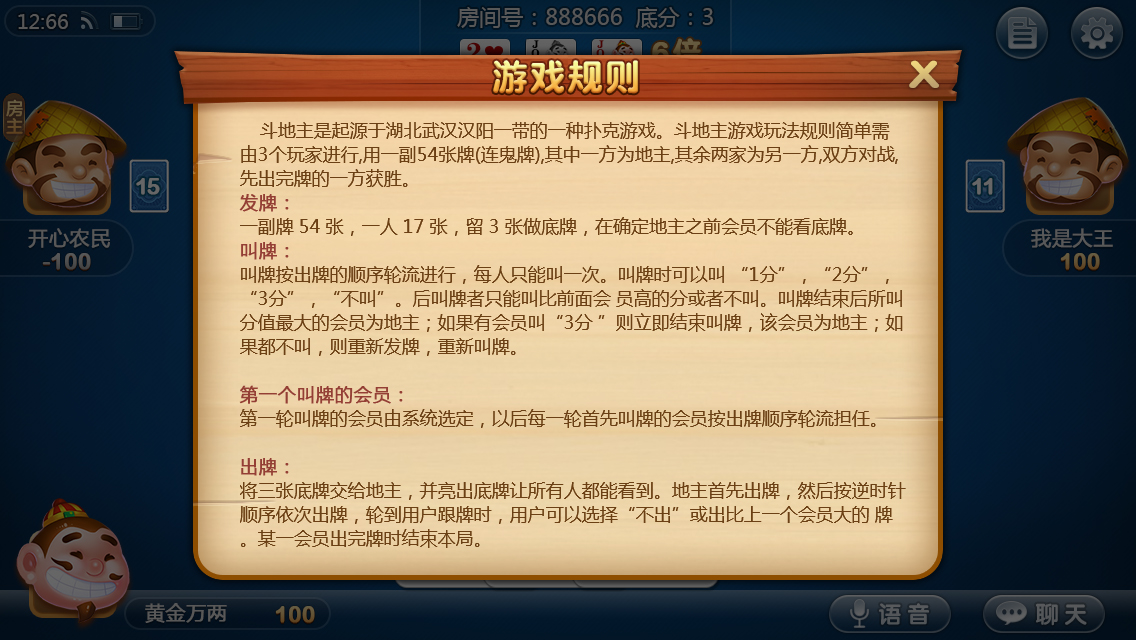 12:66
房间号：888666 底分：3
2 J J 6倍
游戏规则
房主
斗地主是起源于湖北武汉汉阳一带的一种扑克游戏。斗地主游戏玩法规则简单需
由3个玩家进行,用一副54张牌(连鬼牌),其中一方为地主,其余两家为另一方,双方对战,
先出完牌的一方获胜。
发牌：
一副牌 54 张，一人 17 张，留 3 张做底牌，在确定地主之前会员不能看底牌。
叫牌：
叫牌按出牌的顺序轮流进行，每人只能叫一次。叫牌时可以叫 “1分” ，“2分” ，
“3分” ，“不叫” 。后叫牌者只能叫比前面会 员高的分或者不叫。叫牌结束后所叫
分值最大的会员为地主；如果有会员叫 “3分 ” 则立即结束叫牌，该会员为地主；如
果都不叫，则重新发牌，重新叫牌。
第一个叫牌的会员：
第一轮叫牌的会员由系统选定，以后每一轮首先叫牌的会员按出牌顺序轮流担任。
出牌：
将三张底牌交给地主，并亮出底牌让所有人都能看到。地主首先出牌，然后按逆时针
顺序依次出牌，轮到用户跟牌时，用户可以选择 “不出” 或出比上一个会员大的 牌
。某一会员出完牌时结束本局。
15
开心农民
-100
11
我是大王
100
黄金万两 100
语音
聊天